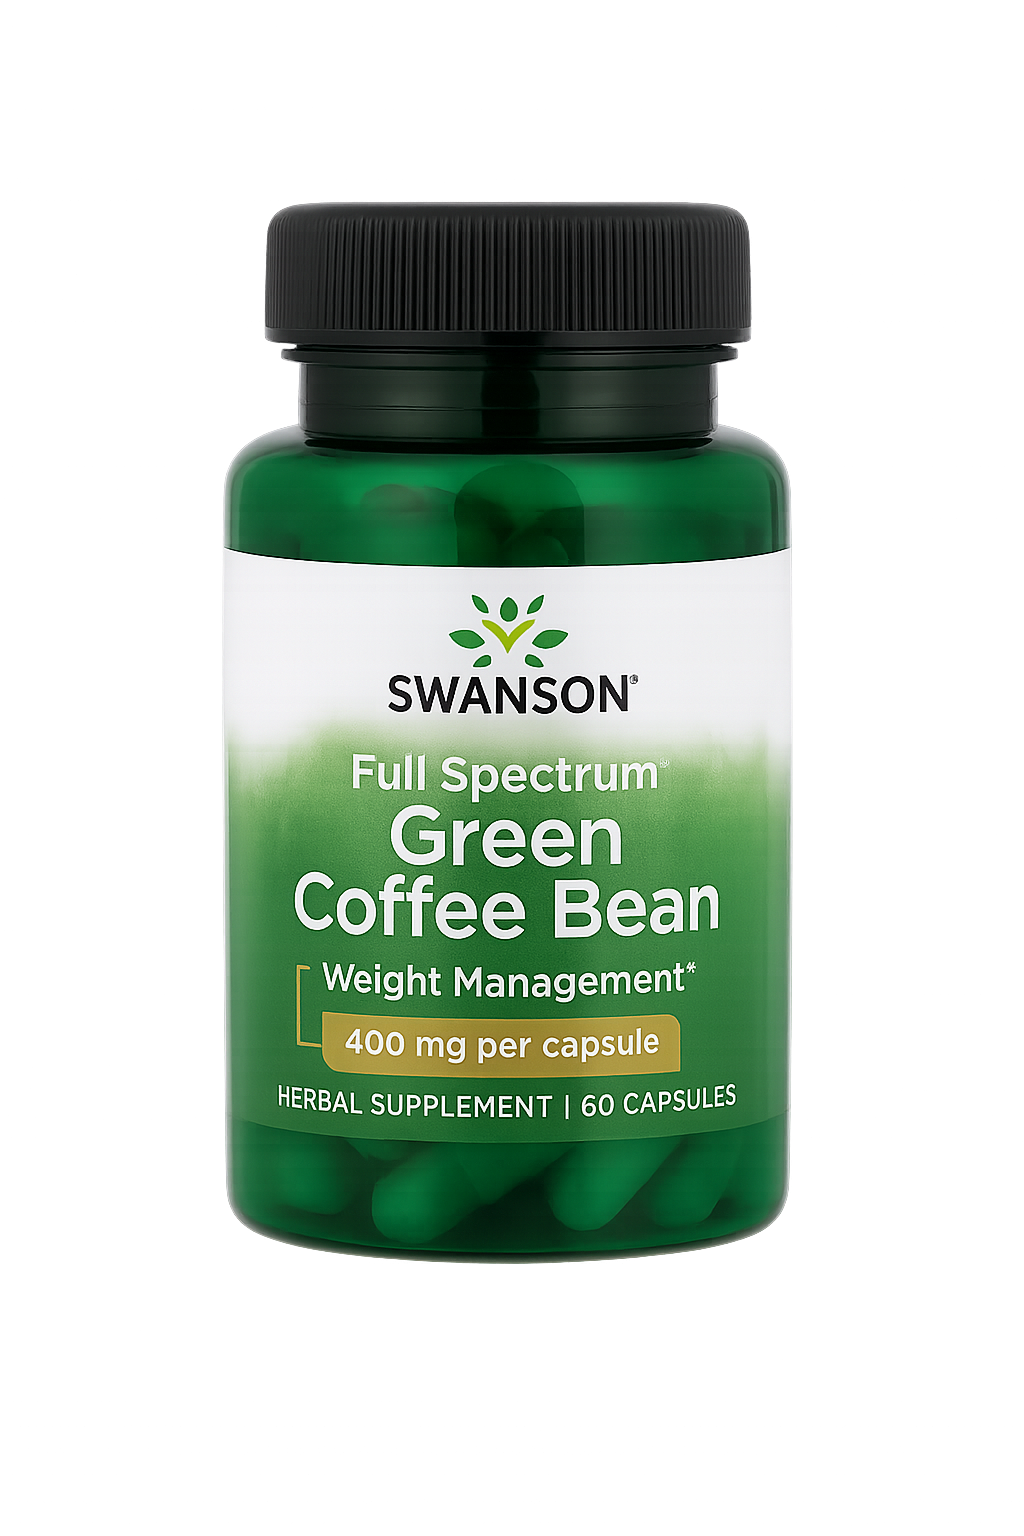 SWANSON®
Full Spectrum
Green
Coffee Bean
Weight Management*
400 mg per capsule
HERBAL SUPPLEMENT | 60 CAPSULES